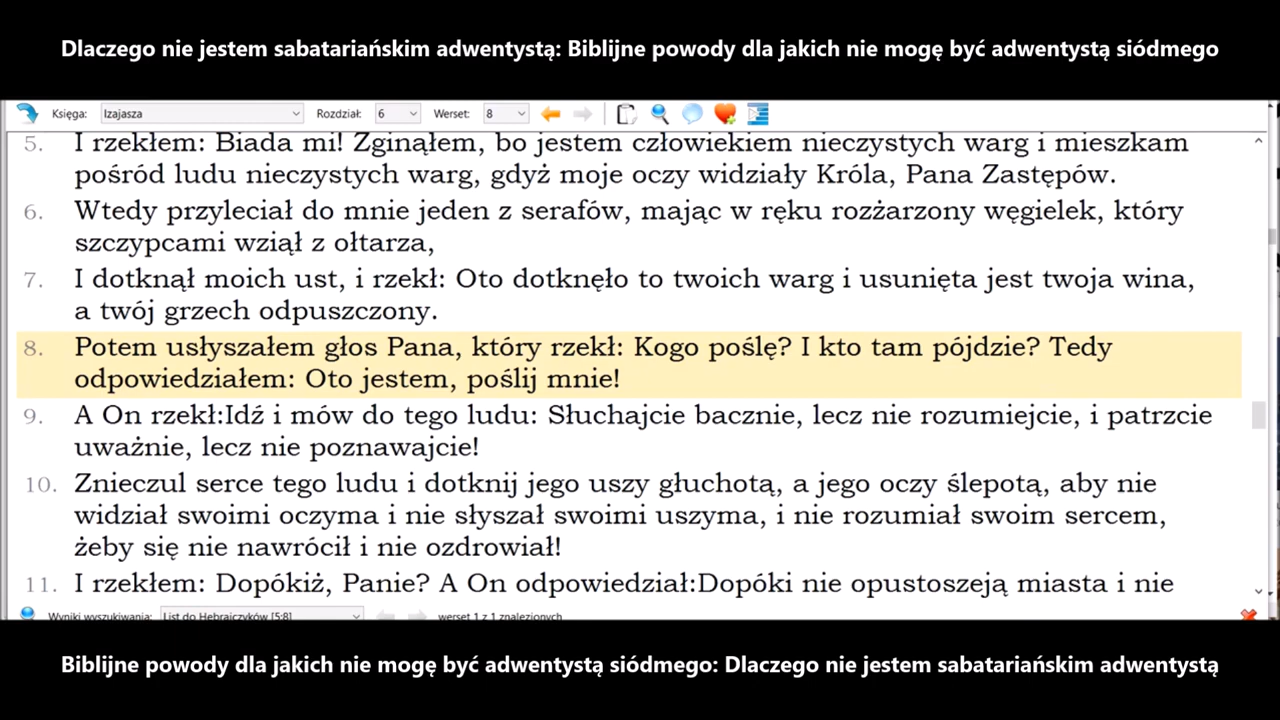 Dlaczego nie jestem sabatariańskim adwentystą: Biblijne powody dla jakich nie mogę być adwentystą siódmego
Księga: Izajasza Rozdział: 6 Werset: 8
5. I rzekłem: Biada mi! Zginąłem, bo jestem człowiekiem nieczystych warg i mieszkam
pośród ludu nieczystych warg, gdyż moje oczy widziały Króla, Pana Zastępów.
6. Wtedy przyleciał do mnie jeden z serafów, mając w ręku rozżarzony węgielek, który
szczypcami wziął z ołtarza,
7. I dotknął moich ust, i rzekł: Oto dotknęło to twoich warg i usunięta jest twoja wina,
a twój grzech odpuszczony.
8. Potem usłyszałem głos Pana, który rzekł: Kogo poślę? I kto tam pójdzie? Tedy
odpowiedziałem: Oto jestem, poślij mnie!
9. A On rzekł:Idź i mów do tego ludu: Słuchajcie bacznie, lecz nie rozumiejcie, i patrzcie
uważnie, lecz nie poznawajcie!
10. Znieczul serce tego ludu i dotknij jego uszy głuchotą, a jego oczy ślepotą, aby nie
widział swoimi oczyma i nie słyszał swoimi uszyma, i nie rozumiał swoim sercem,
żeby się nie nawrócił i nie ozdrowiał!
11. I rzekłem: Dopókiż, Panie? A On odpowiedział:Dopóki nie opustoszeją miasta i nie
Wyniki wyszukiwania: List do Hebrajczyków [5:8] werset 1 z 1 znalezionych
Biblijne powody dla jakich nie mogę być adwentystą siódmego: Dlaczego nie jestem sabatariańskim adwentystą